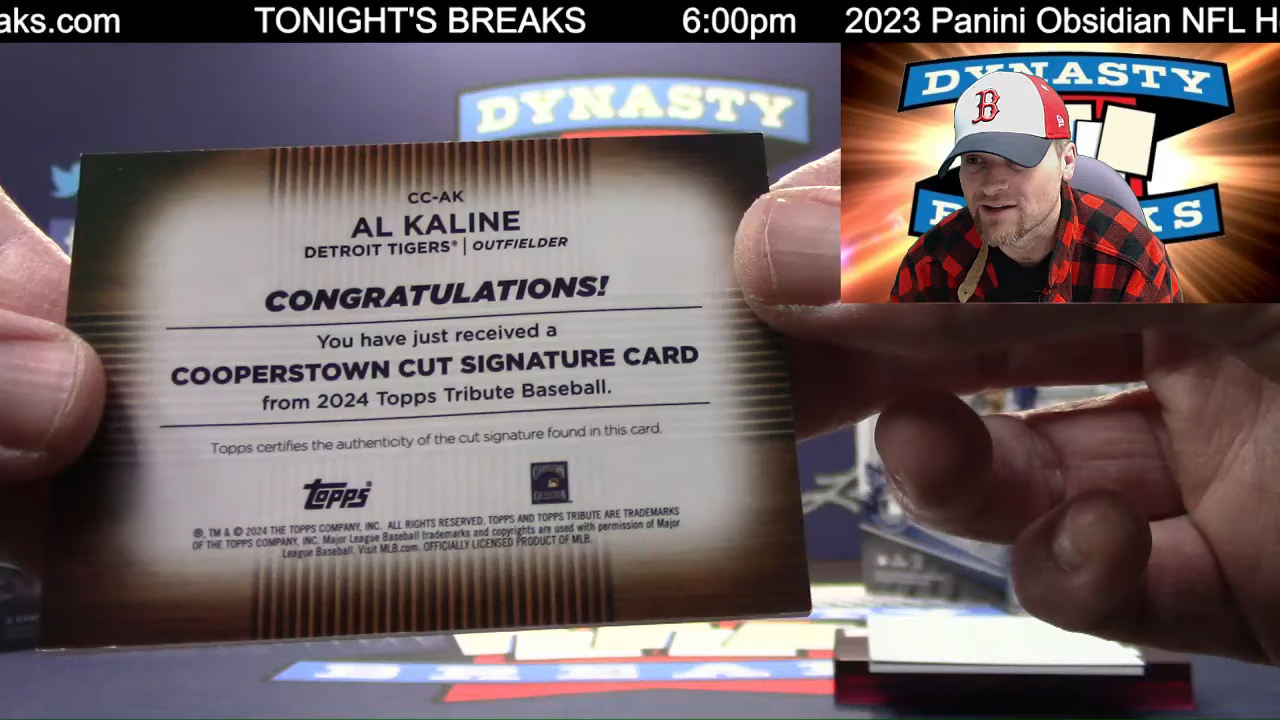 aks.com TONIGHT'S BREAKS 6:00pm 2023 Panini Obsidian NFL H
DYNASTY
DYNASTY
B
KS
CC-AK
AL KALINE
DETROIT TIGERS® | OUTFIELDER
CONGRATULATIONS!
You have just received a
COOPERSTOWN CUT SIGNATURE CARD
from 2024 Topps Tribute Baseball.
Topps certifies the authenticity of the cut signature found in this card.
topps®
®, TM & © 2024 THE TOPPS COMPANY, INC. ALL RIGHTS RESERVED. TOPPS AND TOPPS TRIBUTE ARE TRADEMARKS
OF THE TOPPS COMPANY, INC. Major League Baseball trademarks and copyrights are used with permission of Major
League Baseball. Visit MLB.com. OFFICIALLY LICENSED PRODUCT OF MLB.
BREA